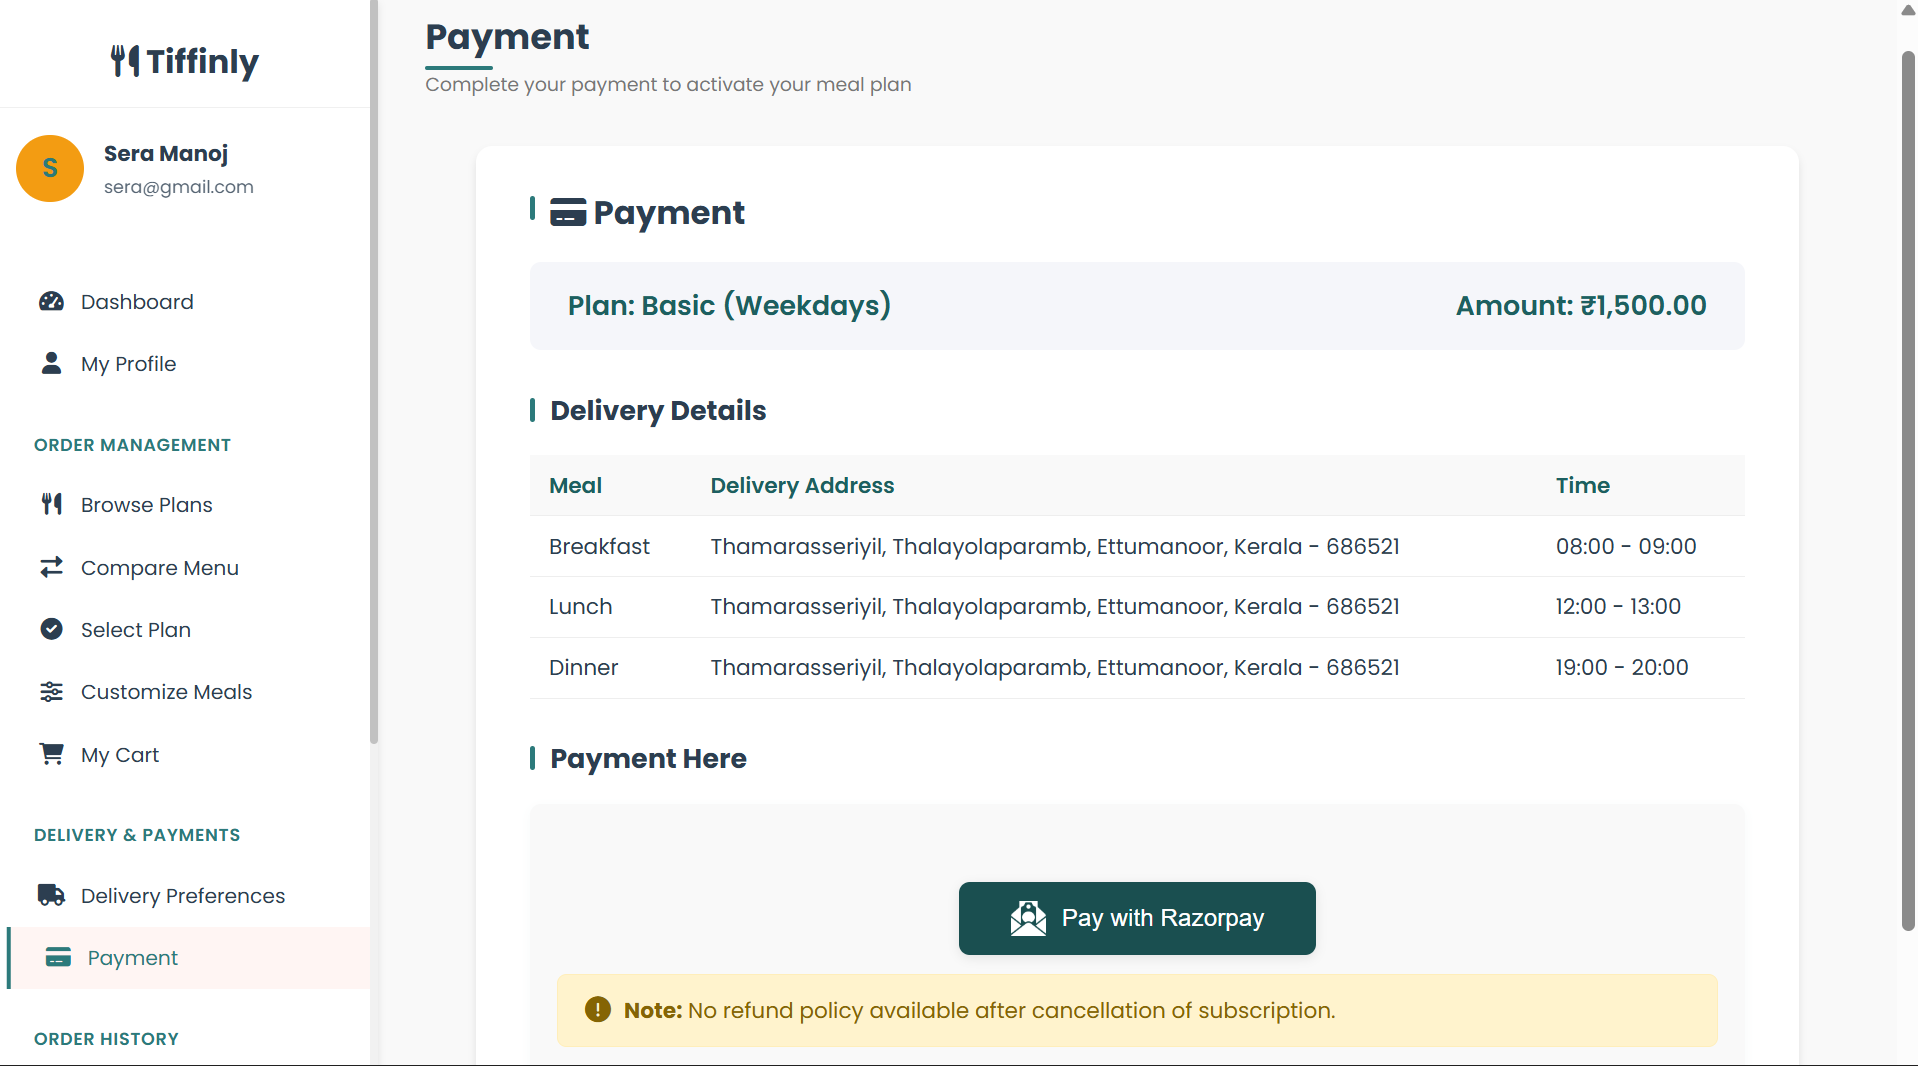 Tiffinly
Sera Manoj
sera@gmail.com
S
Dashboard
My Profile
ORDER MANAGEMENT
Browse Plans
Compare Menu
Select Plan
Customize Meals
My Cart
DELIVERY & PAYMENTS
Delivery Preferences
Payment
ORDER HISTORY
Payment
Complete your payment to activate your meal plan
Payment
Plan: Basic (Weekdays) Amount: ₹1,500.00
Delivery Details
Meal Delivery Address Time
Breakfast Thamarasseriyil, Thalayolaparamb, Ettumanoor, Kerala - 686521 08:00 - 09:00
Lunch Thamarasseriyil, Thalayolaparamb, Ettumanoor, Kerala - 686521 12:00 - 13:00
Dinner Thamarasseriyil, Thalayolaparamb, Ettumanoor, Kerala - 686521 19:00 - 20:00
Payment Here
Pay with Razorpay
Note: No refund policy available after cancellation of subscription.